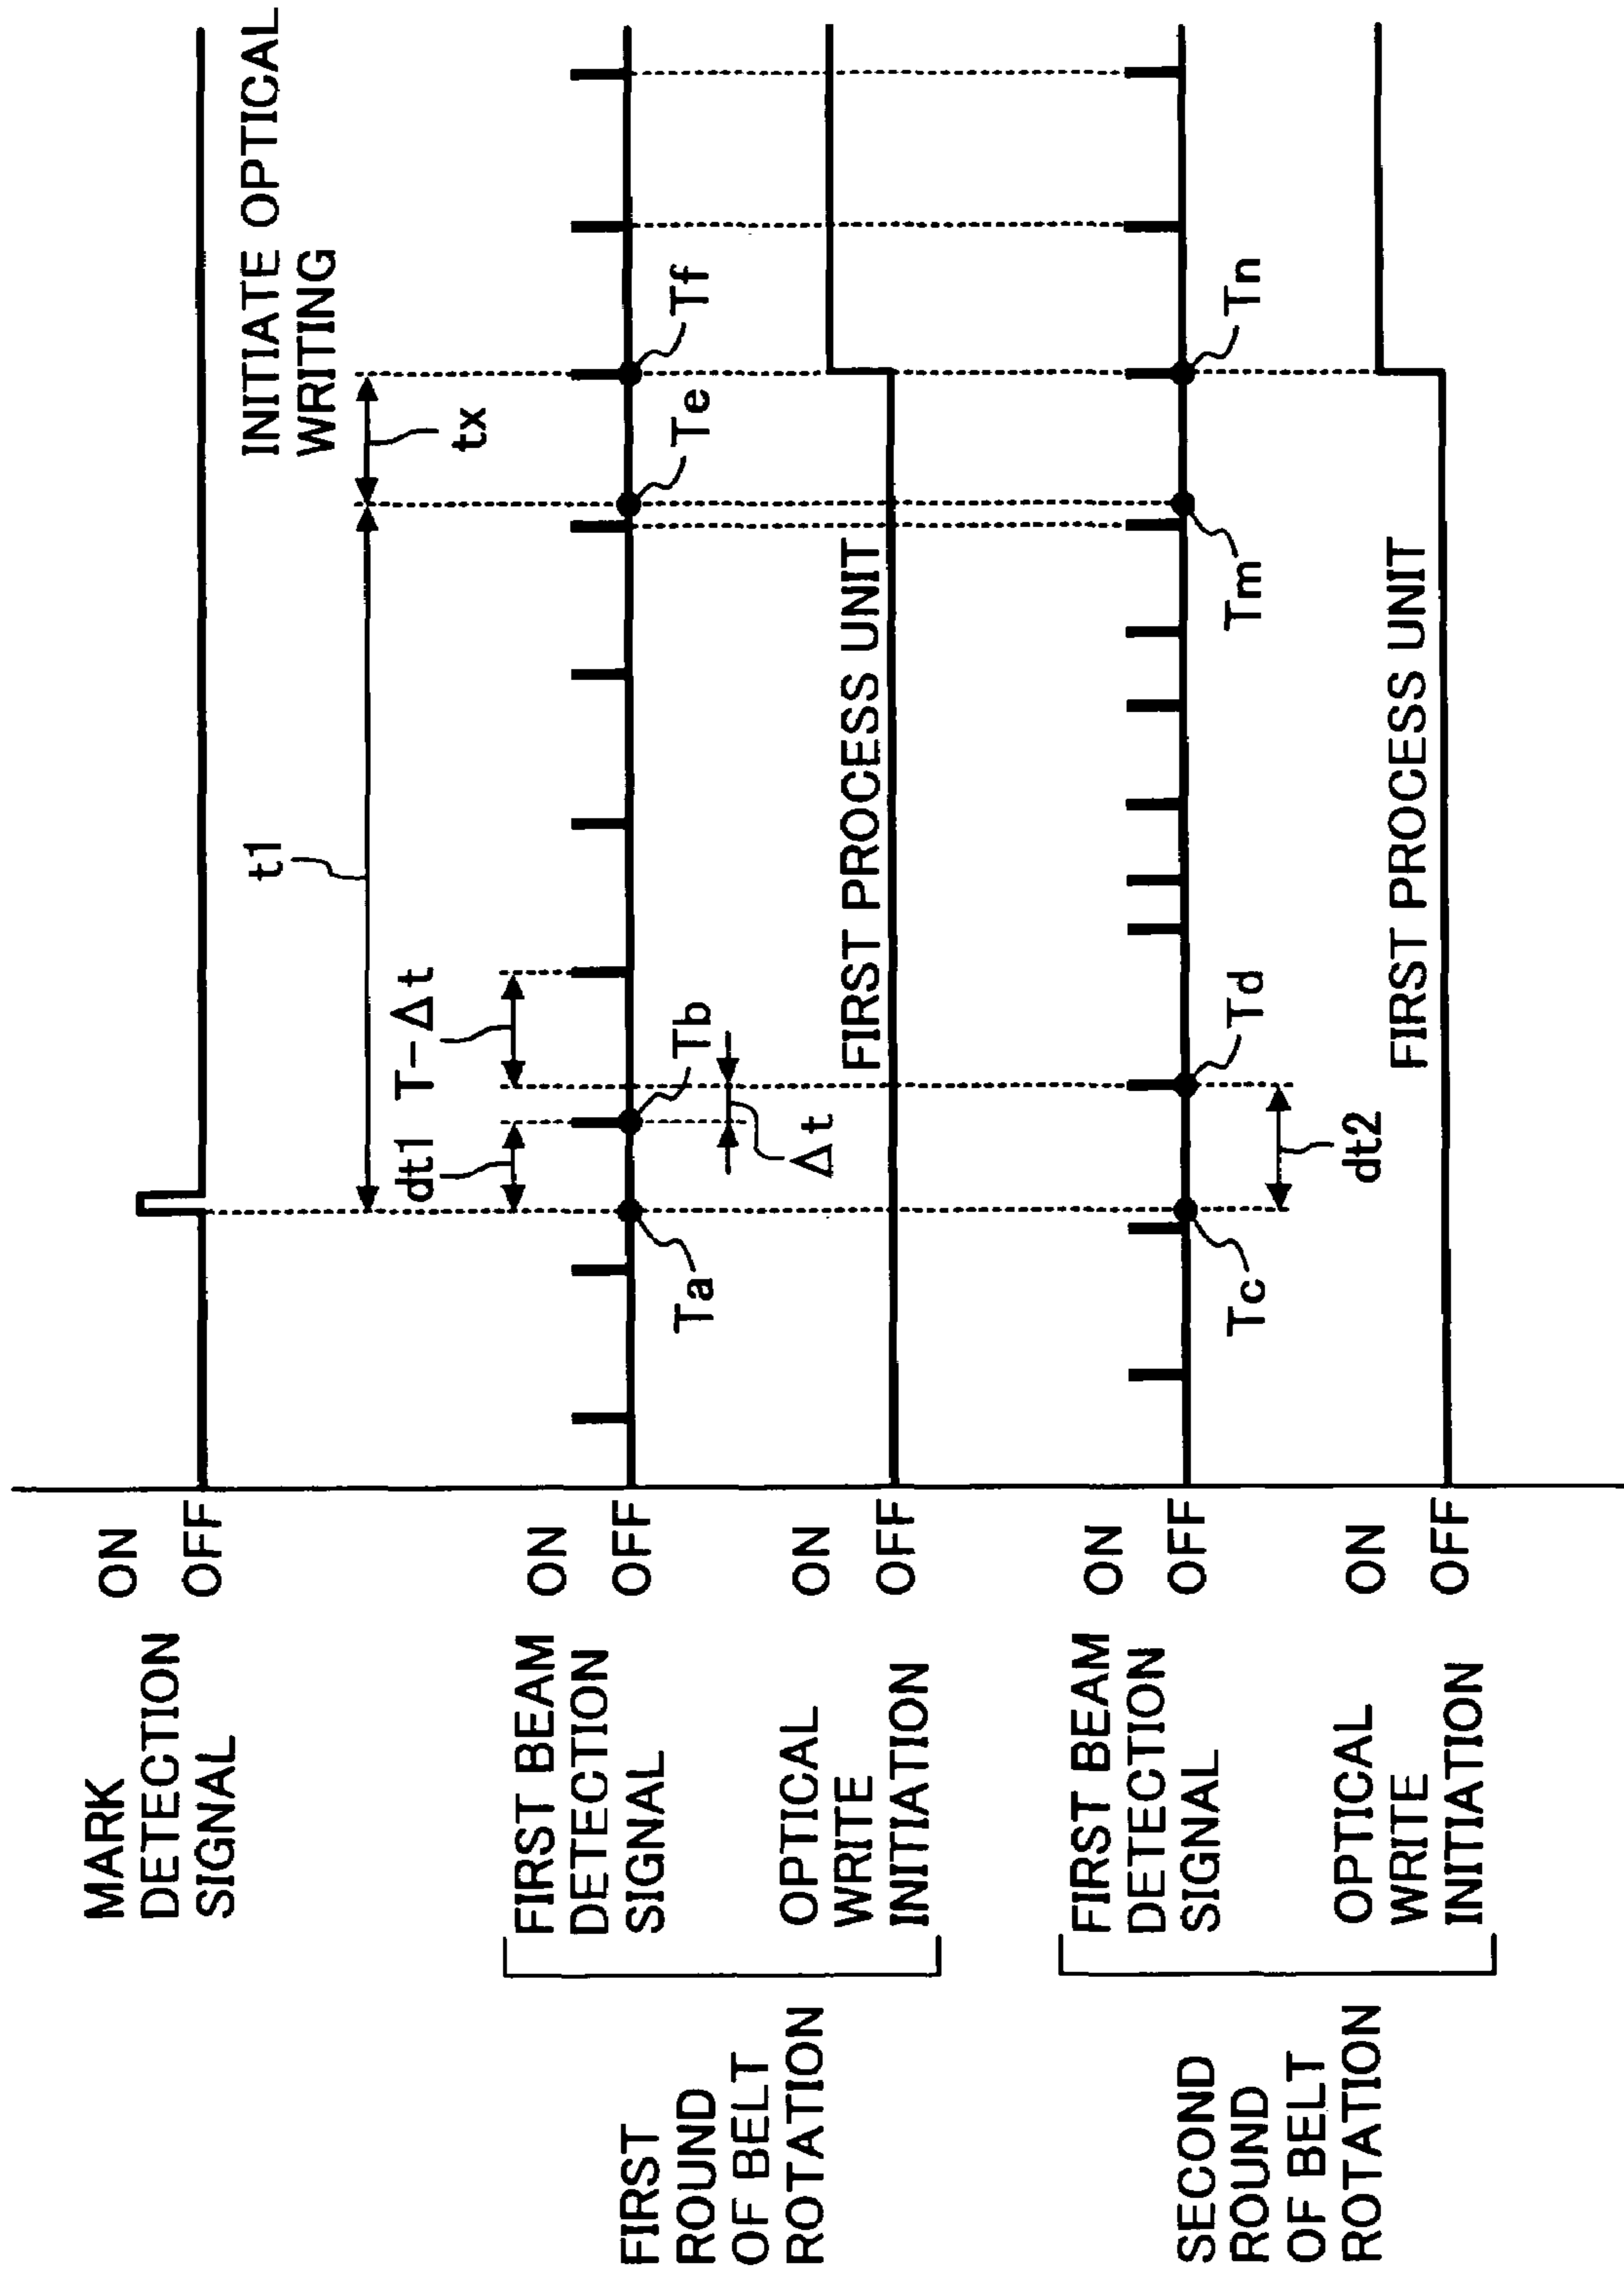 MARK
DETECTION
SIGNAL
ON
OFF
INITIATE OPTICAL
WRITING
t1
tx
FIRST
ROUND
OF BELT
ROTATION
FIRST BEAM
DETECTION
SIGNAL
ON
OFF
dt1
T-Δt
Ta
Tb
Δt
Te
Tf
OPTICAL
WRITE
INITIATION
ON
OFF
FIRST PROCESS UNIT
SECOND
ROUND
OF BELT
ROTATION
FIRST BEAM
DETECTION
SIGNAL
ON
OFF
Tc
Td
dt2
Tm
Tn
OPTICAL
WRITE
INITIATION
ON
OFF
FIRST PROCESS UNIT